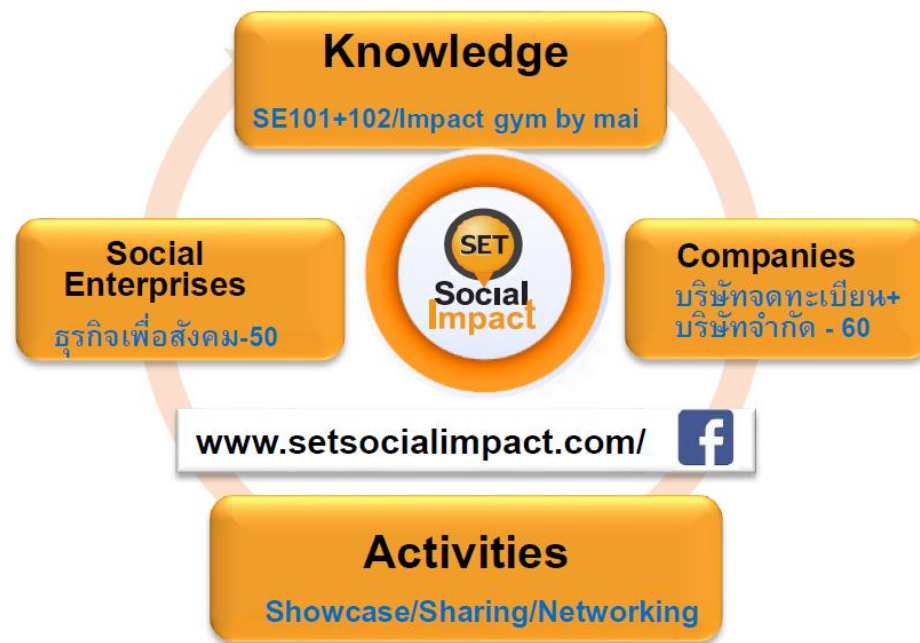 Knowledge
SE101+102/Impact gym by mai
Social
Enterprises
ธุรกิจเพื่อสังคม-50
SET
Social
Impact
Companies
บริษัทจดทะเบียน+
บริษัทจำกัด - 60
www.setsocialimpact.com/
f
Activities
Showcase/Sharing/Networking